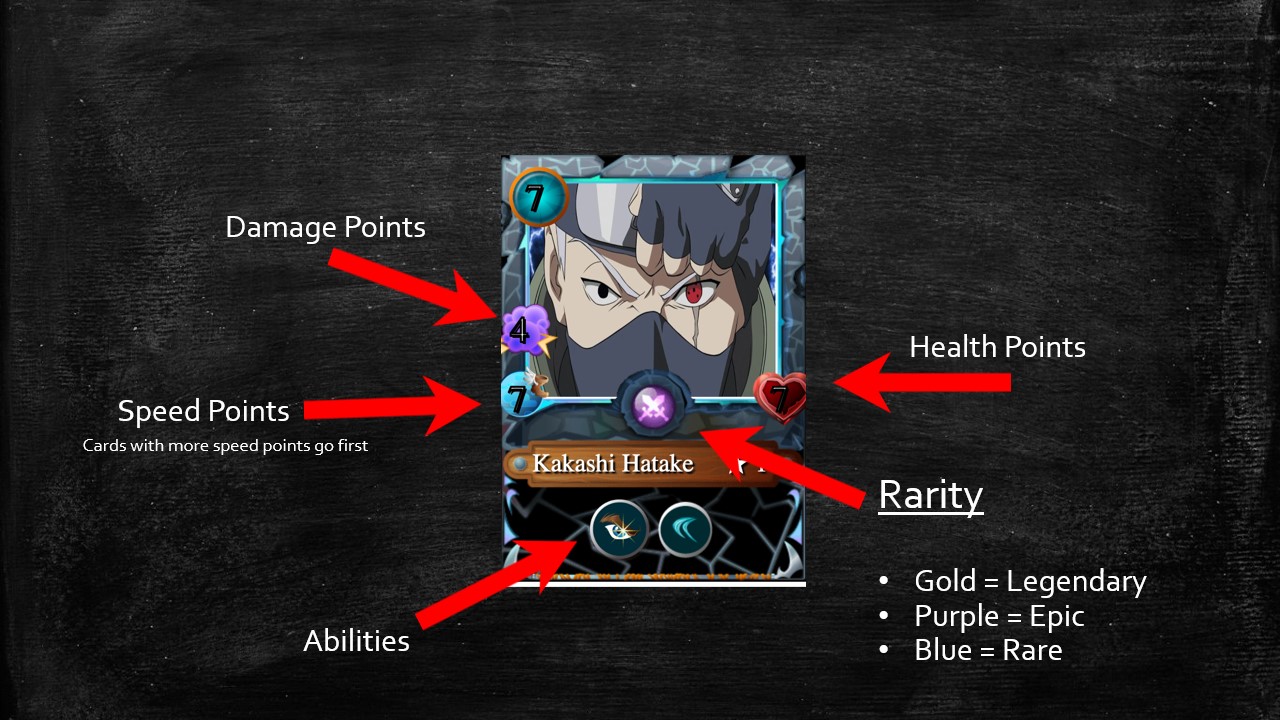 7
Damage Points
4
Health Points
Speed Points
7
7
Cards with more speed points go first
Kakashi Hatake
Rarity
Gold = Legendary
Purple = Epic
Blue = Rare
Abilities